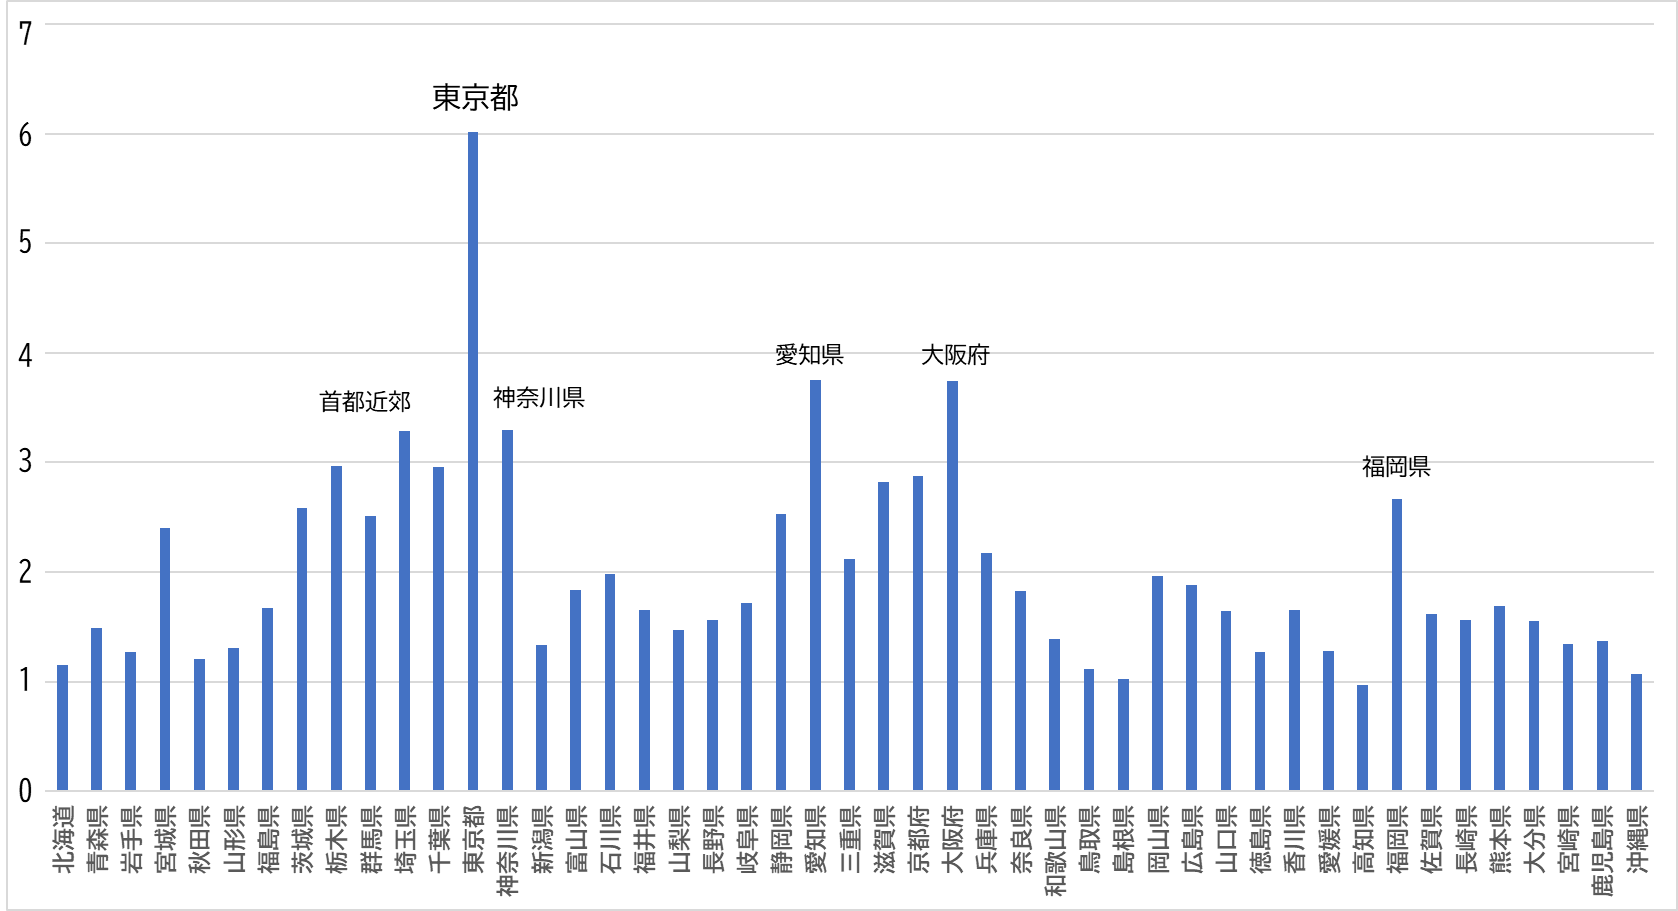 7
6
5
4
3
2
1
0
東京都
愛知県
大阪府
首都近郊
神奈川県
福岡県
北海道
青森県
岩手県
宮城県
秋田県
山形県
福島県
茨城県
栃木県
群馬県
埼玉県
千葉県
東京都
神奈川県
新潟県
富山県
石川県
福井県
山梨県
長野県
岐阜県
静岡県
愛知県
三重県
滋賀県
京都府
大阪府
兵庫県
奈良県
和歌山県
鳥取県
島根県
岡山県
広島県
山口県
徳島県
香川県
愛媛県
高知県
福岡県
佐賀県
長崎県
熊本県
大分県
宮崎県
鹿児島県
沖縄県